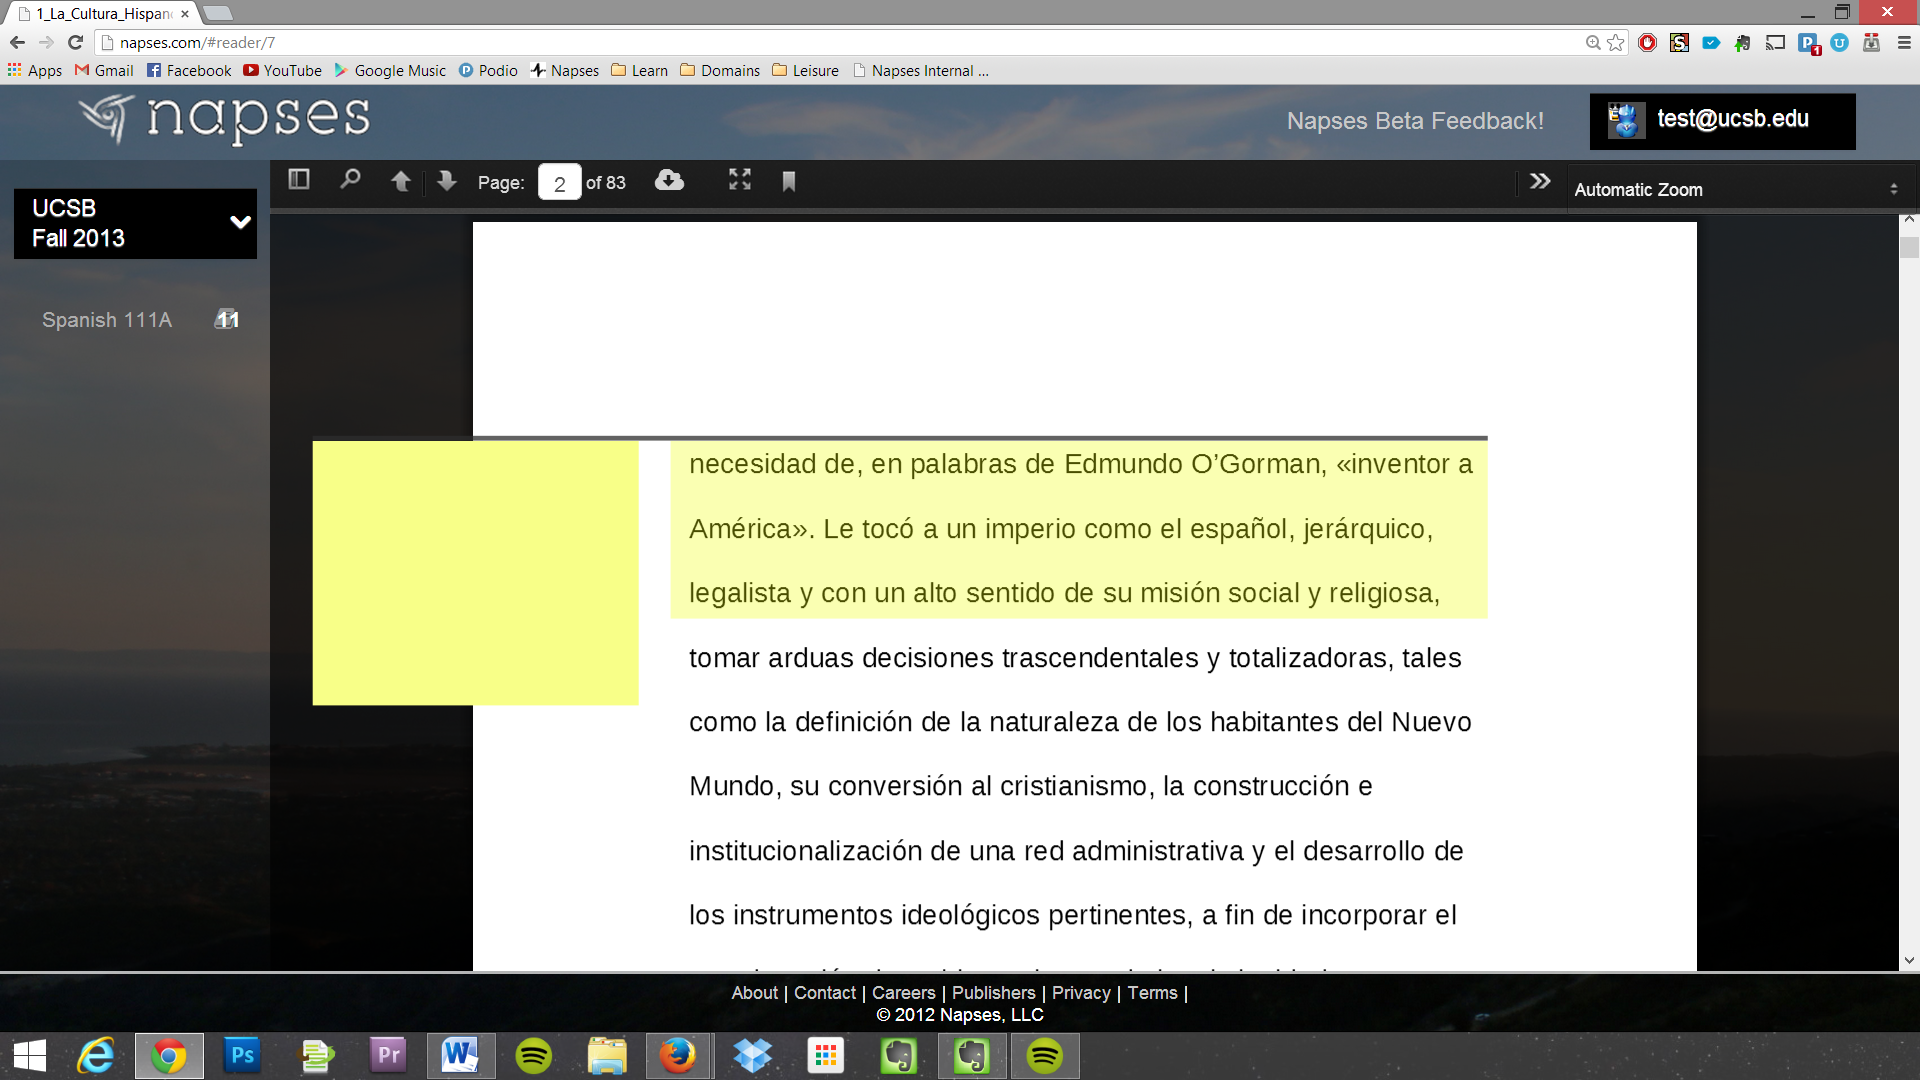 1_La_Cultura_Hispan
napses.com/#reader/7
Apps Gmail Facebook YouTube Google Music Podio Napses Learn Domains Leisure Napses Internal ...
napses
Napses Beta Feedback!
test@ucsb.edu
Page: 2 of 83
Automatic Zoom
UCSB
Fall 2013
Spanish 111A 11
necesidad de, en palabras de Edmundo O’Gorman, «inventor a
América». Le tocó a un imperio como el español, jerárquico,
legalista y con un alto sentido de su misión social y religiosa,
tomar arduas decisiones trascendentales y totalizadoras, tales
como la definición de la naturaleza de los habitantes del Nuevo
Mundo, su conversión al cristianismo, la construcción e
institucionalización de una red administrativa y el desarrollo de
los instrumentos ideológicos pertinentes, a fin de incorporar el
About | Contact | Careers | Publishers | Privacy | Terms |
© 2012 Napses, LLC
Ps Pr W